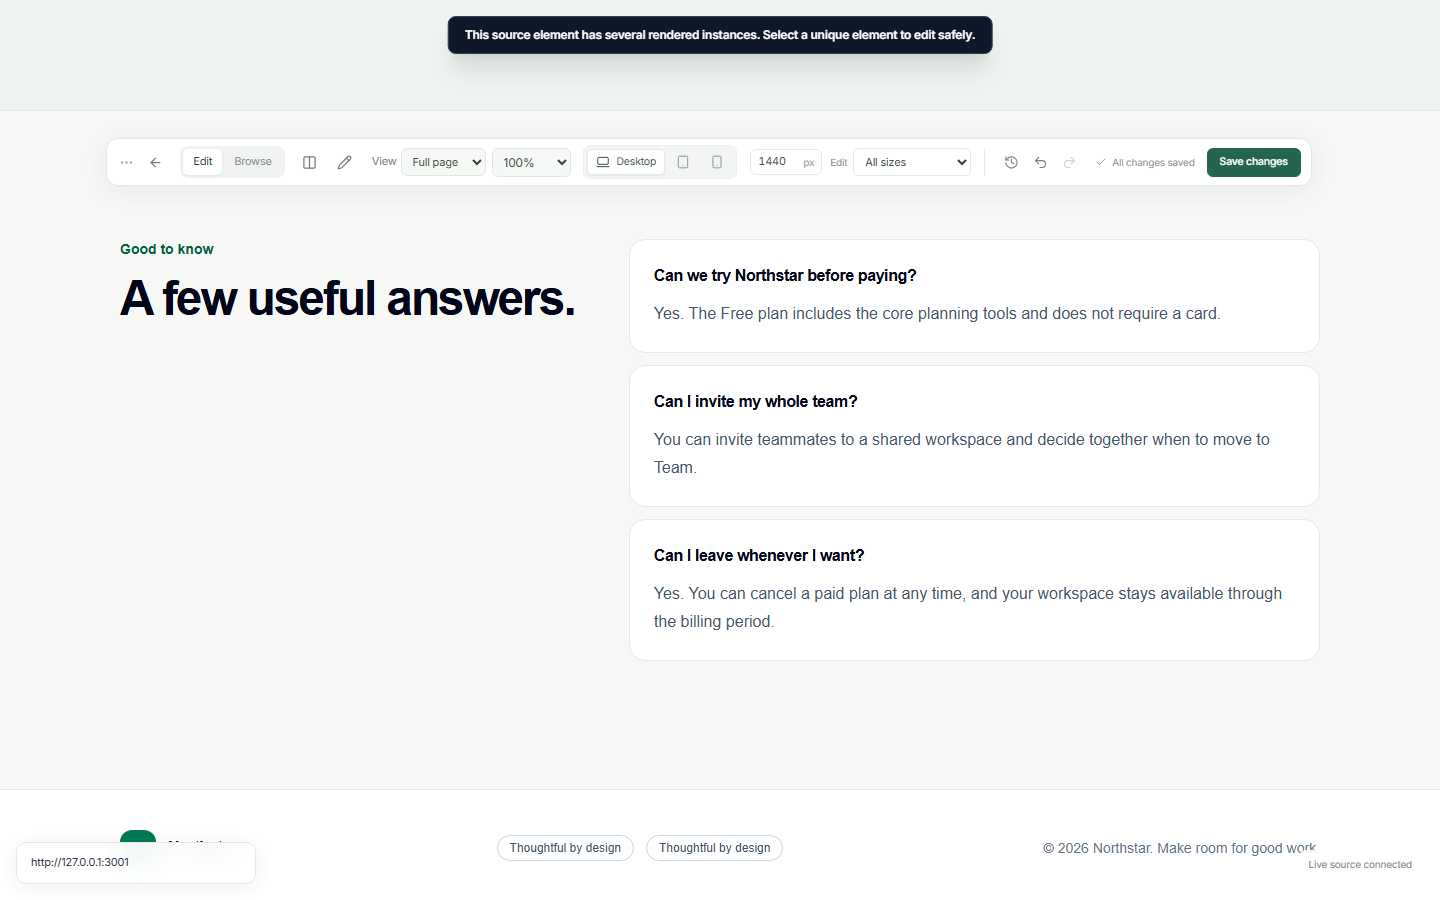 This source element has several rendered instances. Select a unique element to edit safely.
Edit
Browse
View
Full page
100%
Desktop
1440 px
Edit
All sizes
All changes saved
Save changes
Good to know
A few useful answers.
Can we try Northstar before paying?
Yes. The Free plan includes the core planning tools and does not require a card.
Can I invite my whole team?
You can invite teammates to a shared workspace and decide together when to move to
Team.
Can I leave whenever I want?
Yes. You can cancel a paid plan at any time, and your workspace stays available through
the billing period.
Thoughtful by design
Thoughtful by design
© 2026 Northstar. Make room for good work.
http://127.0.0.1:3001
Live source connected